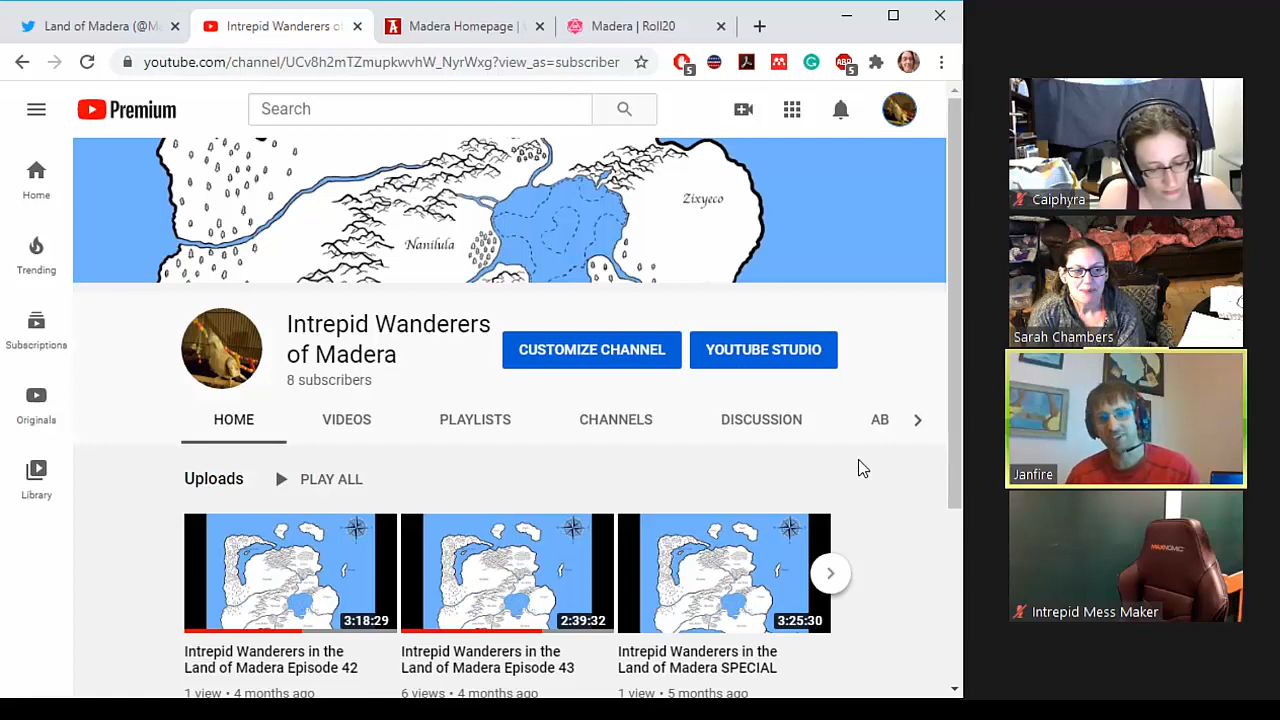 Land of Madera (@Ma
Intrepid Wanderers o
Madera Homepage |
Madera | Roll20
youtube.com/channel/UCv8h2mTZmupkwvhW_NyrWxg?view_as=subscriber
5
ABP
5
Premium
Search
Home
Trending
Subscriptions
Originals
Library
Zixyeco
Nanilula
Intrepid Wanderers
of Madera
8 subscribers
CUSTOMIZE CHANNEL
YOUTUBE STUDIO
HOME
VIDEOS
PLAYLISTS
CHANNELS
DISCUSSION
AB
Uploads
PLAY ALL
3:18:29
2:39:32
3:25:30
Intrepid Wanderers in the
Land of Madera Episode 42
1 view · 4 months ago
Intrepid Wanderers in the
Land of Madera Episode 43
6 views · 4 months ago
Intrepid Wanderers in the
Land of Madera SPECIAL
1 view · 5 months ago
Caiphyra
Sarah Chambers
Janfire
MAXNOMIC
Intrepid Mess Maker